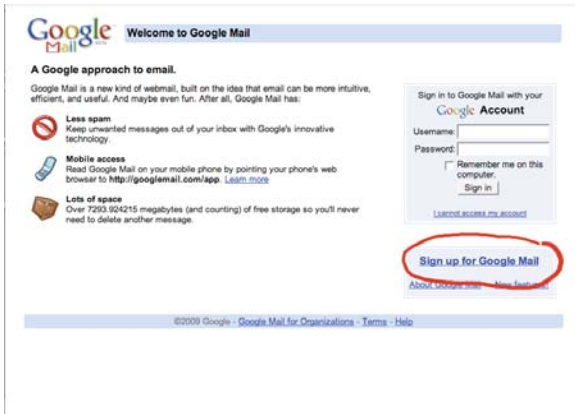 Google
Mail BETA
Welcome to Google Mail
A Google approach to email.
Google Mail is a new kind of webmail, built on the idea that email can be more intuitive,
efficient, and useful. And maybe even fun. After all, Google Mail has:
Less spam
Keep unwanted messages out of your inbox with Google's innovative
technology.
Mobile access
Read Google Mail on your mobile phone by pointing your phone's web
browser to http://googlemail.com/app. Learn more
Lots of space
Over 7293.924215 megabytes (and counting) of free storage so you'll never
need to delete another message.
Sign in to Google Mail with your
Google Account
Username:
Password:
Remember me on this
computer.
Sign in
I cannot access my account
Sign up for Google Mail
About Google Mail New features!
©2009 Google - Google Mail for Organizations - Terms - Help